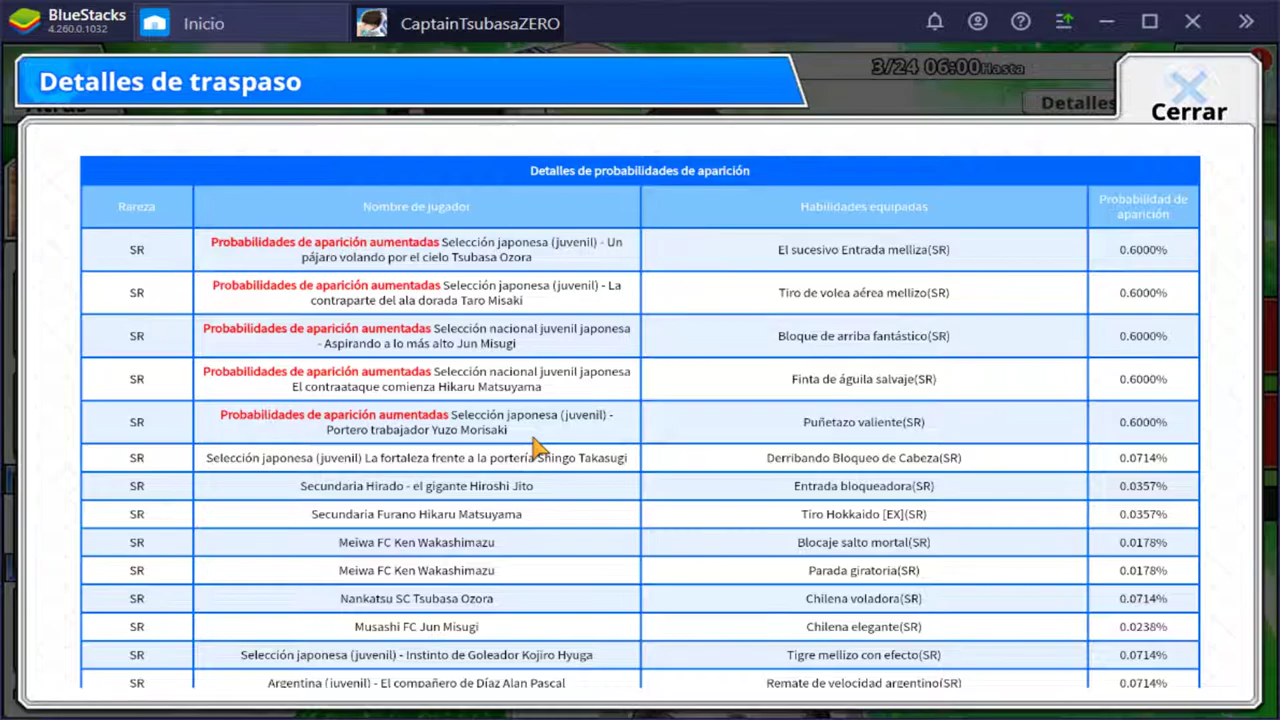 BlueStacks
4.260.0.1032
Inicio
CaptainTsubasaZERO
3/24 06:00Hasta
Detalles de traspaso
Detalles
Cerrar
Detalles de probabilidades de aparición
Rareza
Nombre de jugador
Habilidades equipadas
Probabilidad de
aparición
SR
Probabilidades de aparición aumentadas Selección japonesa (juvenil) - Un
pájaro volando por el cielo Tsubasa Ozora
El sucesivo Entrada melliza(SR)
0.6000%
SR
Probabilidades de aparición aumentadas Selección japonesa (juvenil) - La
contraparte del ala dorada Taro Misaki
Tiro de volea aérea mellizo(SR)
0.6000%
SR
Probabilidades de aparición aumentadas Selección nacional juvenil japonesa
- Aspirando a lo más alto Jun Misugi
Bloque de arriba fantástico(SR)
0.6000%
SR
Probabilidades de aparición aumentadas Selección nacional juvenil japonesa
El contraataque comienza Hikaru Matsuyama
Finta de águila salvaje(SR)
0.6000%
SR
Probabilidades de aparición aumentadas Selección japonesa (juvenil) -
Portero trabajador Yuzo Morisaki
Puñetazo valiente(SR)
0.6000%
SR
Selección japonesa (juvenil) La fortaleza frente a la portería Shingo Takasugi
Derribando Bloqueo de Cabeza(SR)
0.0714%
SR
Secundaria Hirado - el gigante Hiroshi Jito
Entrada bloqueadora(SR)
0.0357%
SR
Secundaria Furano Hikaru Matsuyama
Tiro Hokkaido [EX](SR)
0.0357%
SR
Meiwa FC Ken Wakashimazu
Blocaje salto mortal(SR)
0.0178%
SR
Meiwa FC Ken Wakashimazu
Parada giratoria(SR)
0.0178%
SR
Nankatsu SC Tsubasa Ozora
Chilena voladora(SR)
0.0714%
SR
Musashi FC Jun Misugi
Chilena elegante(SR)
0.0238%
SR
Selección japonesa (juvenil) - Instinto de Goleador Kojiro Hyuga
Tigre mellizo con efecto(SR)
0.0714%
SR
Argentina (juvenil) - El compañero de Díaz Alan Pascal
Remate de velocidad argentino(SR)
0.0714%